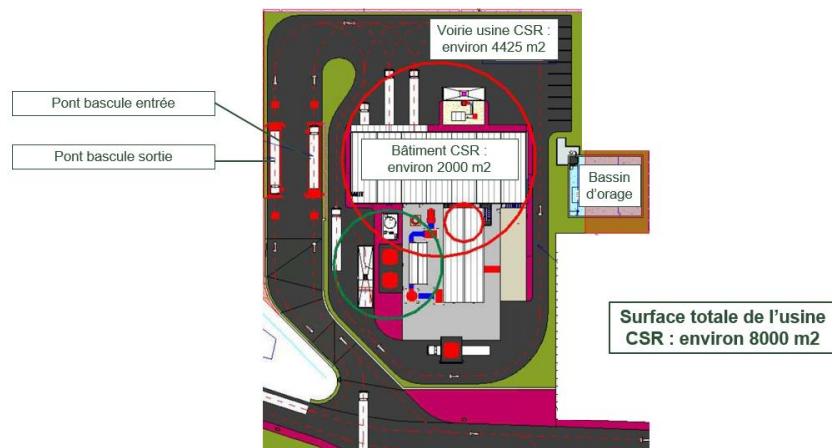 Voirie usine CSR :
environ 4425 m2
Pont bascule entrée
Pont bascule sortie
Bâtiment CSR :
environ 2000 m2
Bassin
d'orage
Surface totale de l'usine
CSR : environ 8000 m2